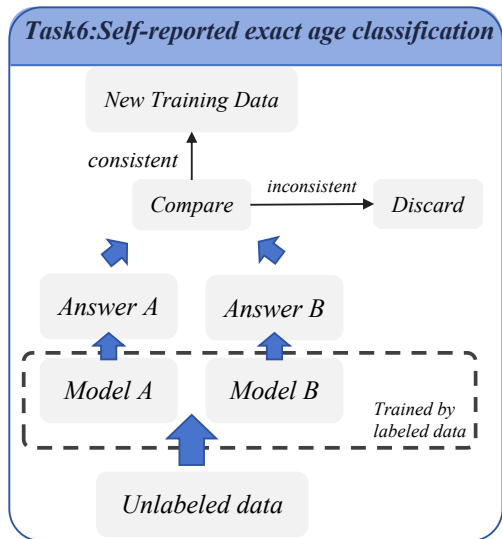 Task6:Self-reported exact age classification
New Training Data
consistent
inconsistent
Compare
Discard
Answer A
Answer B
Model A
Model B
Trained by
labeled data
Unlabeled data